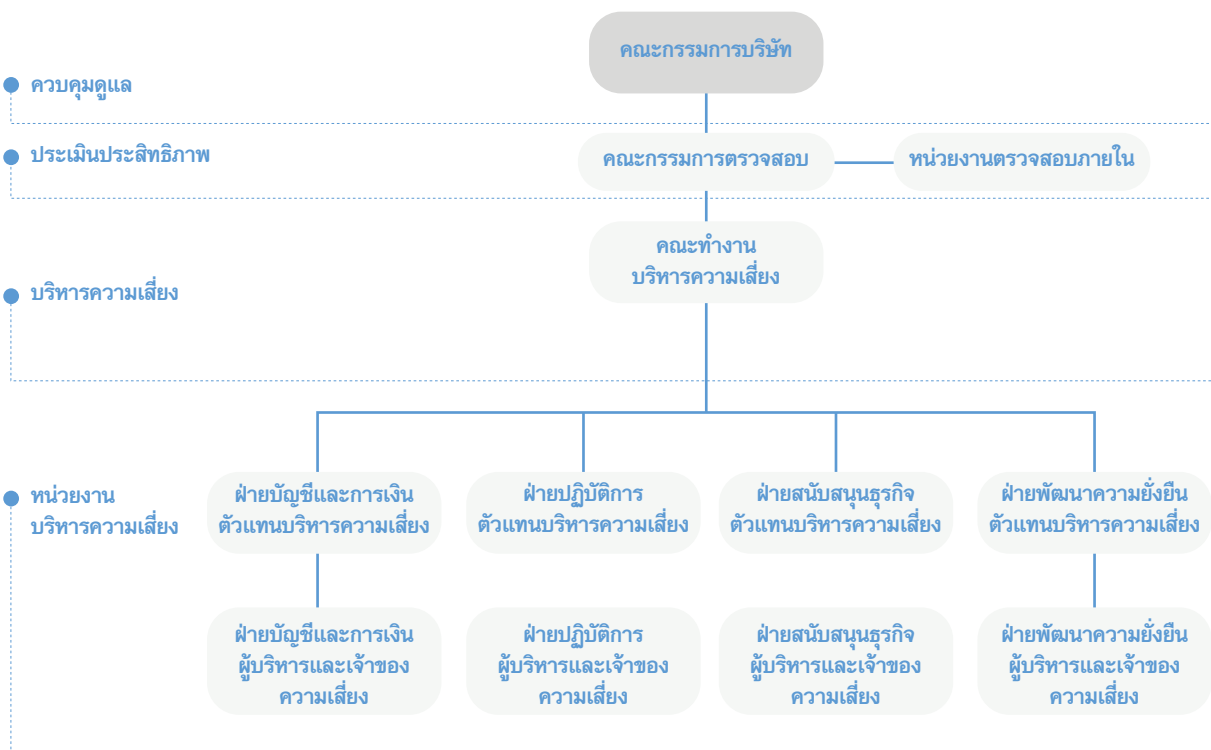 คณะกรรมการบริษัท
ควบคุมดูแล
ประเมินประสิทธิภาพ
คณะกรรมการตรวจสอบ
หน่วยงานตรวจสอบภายใน
คณะทำงาน
บริหารความเสี่ยง
บริหารความเสี่ยง
หน่วยงาน
บริหารความเสี่ยง
ฝ่ายบัญชีและการเงิน
ตัวแทนบริหารความเสี่ยง
ฝ่ายปฏิบัติการ
ตัวแทนบริหารความเสี่ยง
ฝ่ายสนับสนุนธุรกิจ
ตัวแทนบริหารความเสี่ยง
ฝ่ายพัฒนาความยั่งยืน
ตัวแทนบริหารความเสี่ยง
ฝ่ายบัญชีและการเงิน
ผู้บริหารและเจ้าของ
ความเสี่ยง
ฝ่ายปฏิบัติการ
ผู้บริหารและเจ้าของ
ความเสี่ยง
ฝ่ายสนับสนุนธุรกิจ
ผู้บริหารและเจ้าของ
ความเสี่ยง
ฝ่ายพัฒนาความยั่งยืน
ผู้บริหารและเจ้าของ
ความเสี่ยง